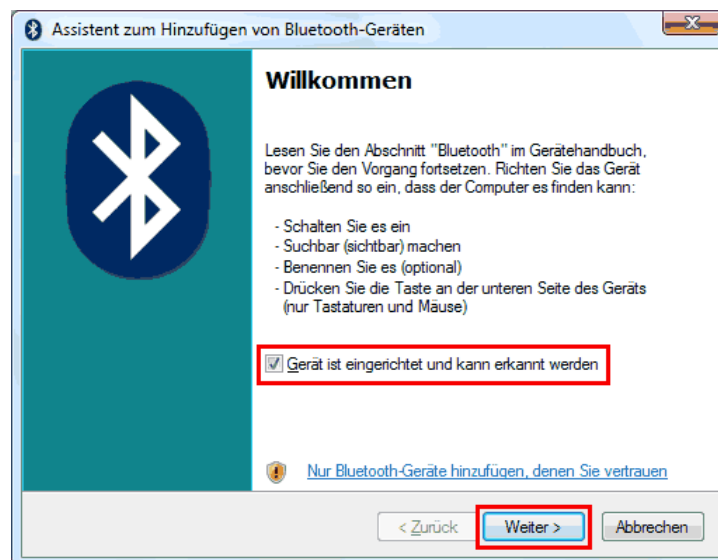 Assistent zum Hinzufügen von Bluetooth-Geräten
Willkommen
Lesen Sie den Abschnitt "Bluetooth" im Gerätehandbuch,
bevor Sie den Vorgang fortsetzen. Richten Sie das Gerät
anschließend so ein, dass der Computer es finden kann:
- Schalten Sie es ein
- Suchbar (sichtbar) machen
- Benennen Sie es (optional)
- Drücken Sie die Taste an der unteren Seite des Geräts
(nur Tastaturen und Mäuse)
Gerät ist eingerichtet und kann erkannt werden
Nur Bluetooth-Geräte hinzufügen, denen Sie vertrauen
< Zurück Weiter > Abbrechen